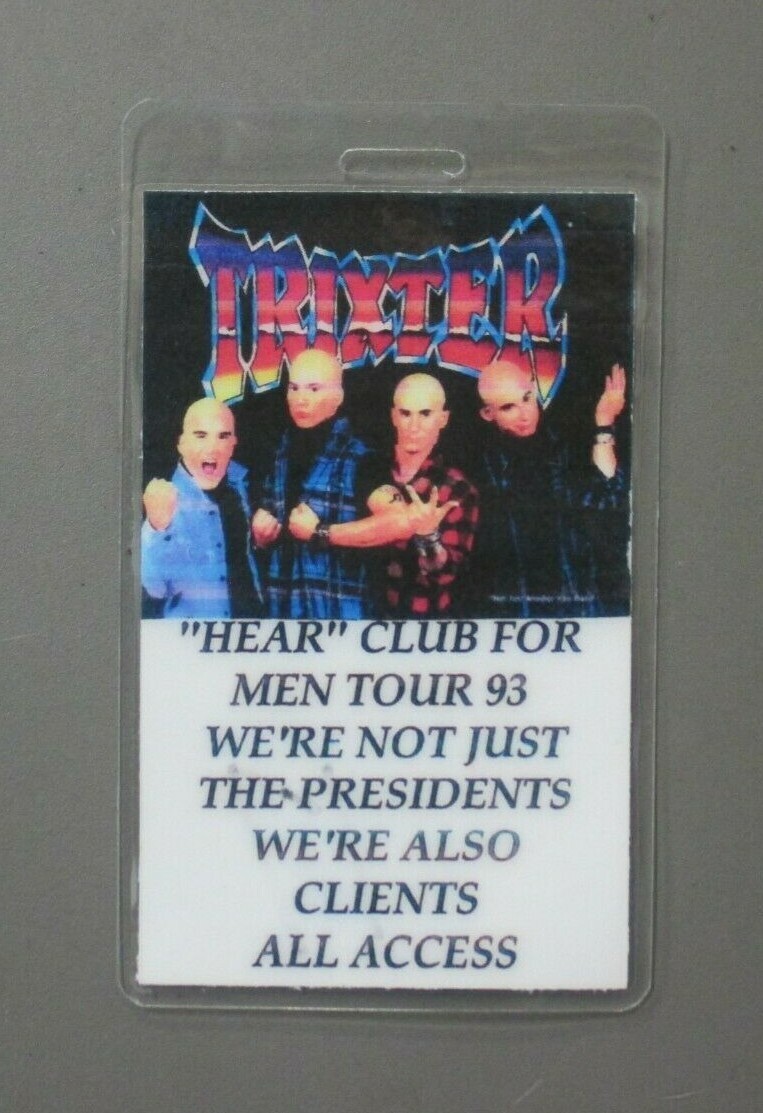 TRIXTER
"HEAR" CLUB FOR
MEN TOUR 93
WE'RE NOT JUST
THE PRESIDENTS
WE'RE ALSO
CLIENTS
ALL ACCESS